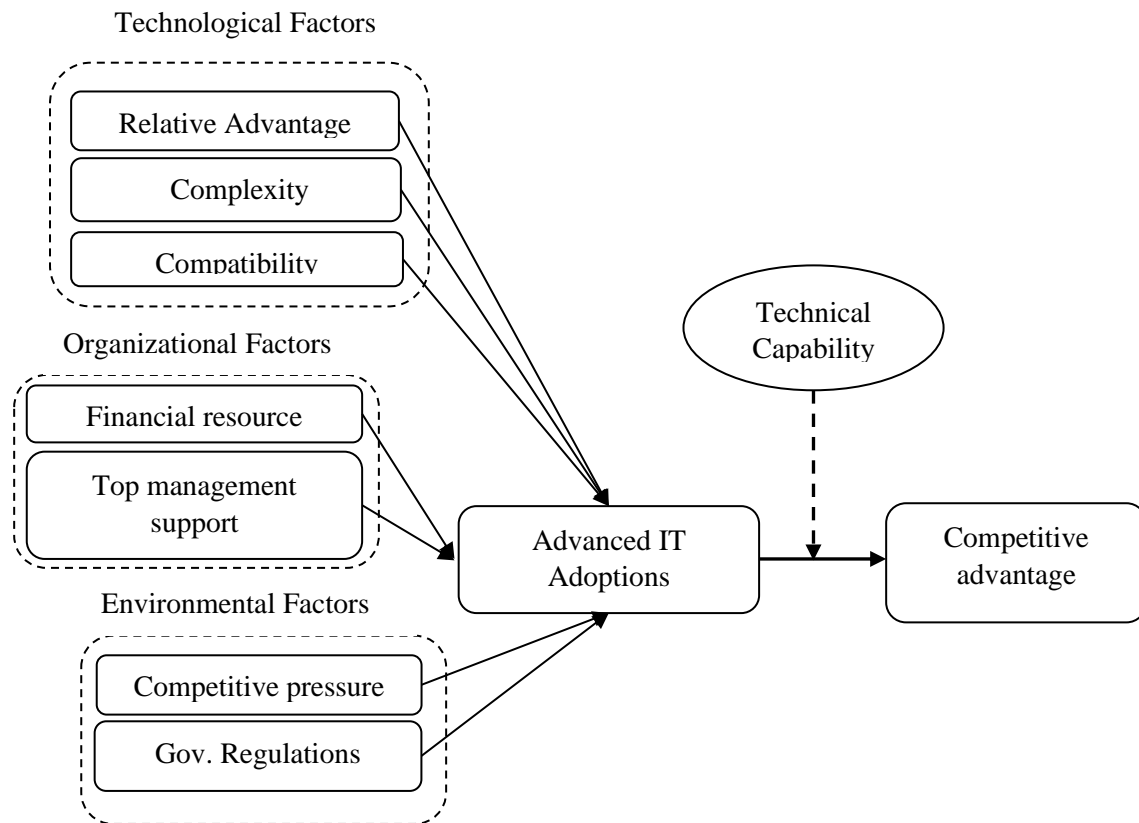 Technological Factors
Relative Advantage
Complexity
Compatibility
Organizational Factors
Financial resource
Top management
support
Environmental Factors
Competitive pressure
Gov. Regulations
Advanced IT
Adoptions
Technical
Capability
Competitive
advantage